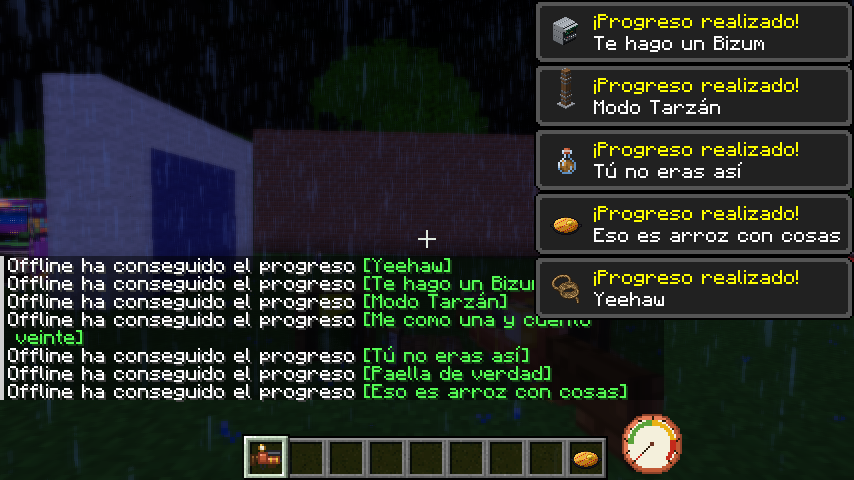 ¡Progreso realizado!
Te hago un Bizum
¡Progreso realizado!
Modo Tarzán
¡Progreso realizado!
Tú no eras así
¡Progreso realizado!
Eso es arroz con cosas
¡Progreso realizado!
Yeehaw
Offline ha conseguido el progreso [Yeehaw]
Offline ha conseguido el progreso [Te hago un Bizu
Offline ha conseguido el progreso [Modo Tarzán]
Offline ha conseguido el progreso [Me como una y cuento
veinte]
Offline ha conseguido el progreso [Tú no eras así]
Offline ha conseguido el progreso [Paella de verdad]
Offline ha conseguido el progreso [Eso es arroz con cosas]